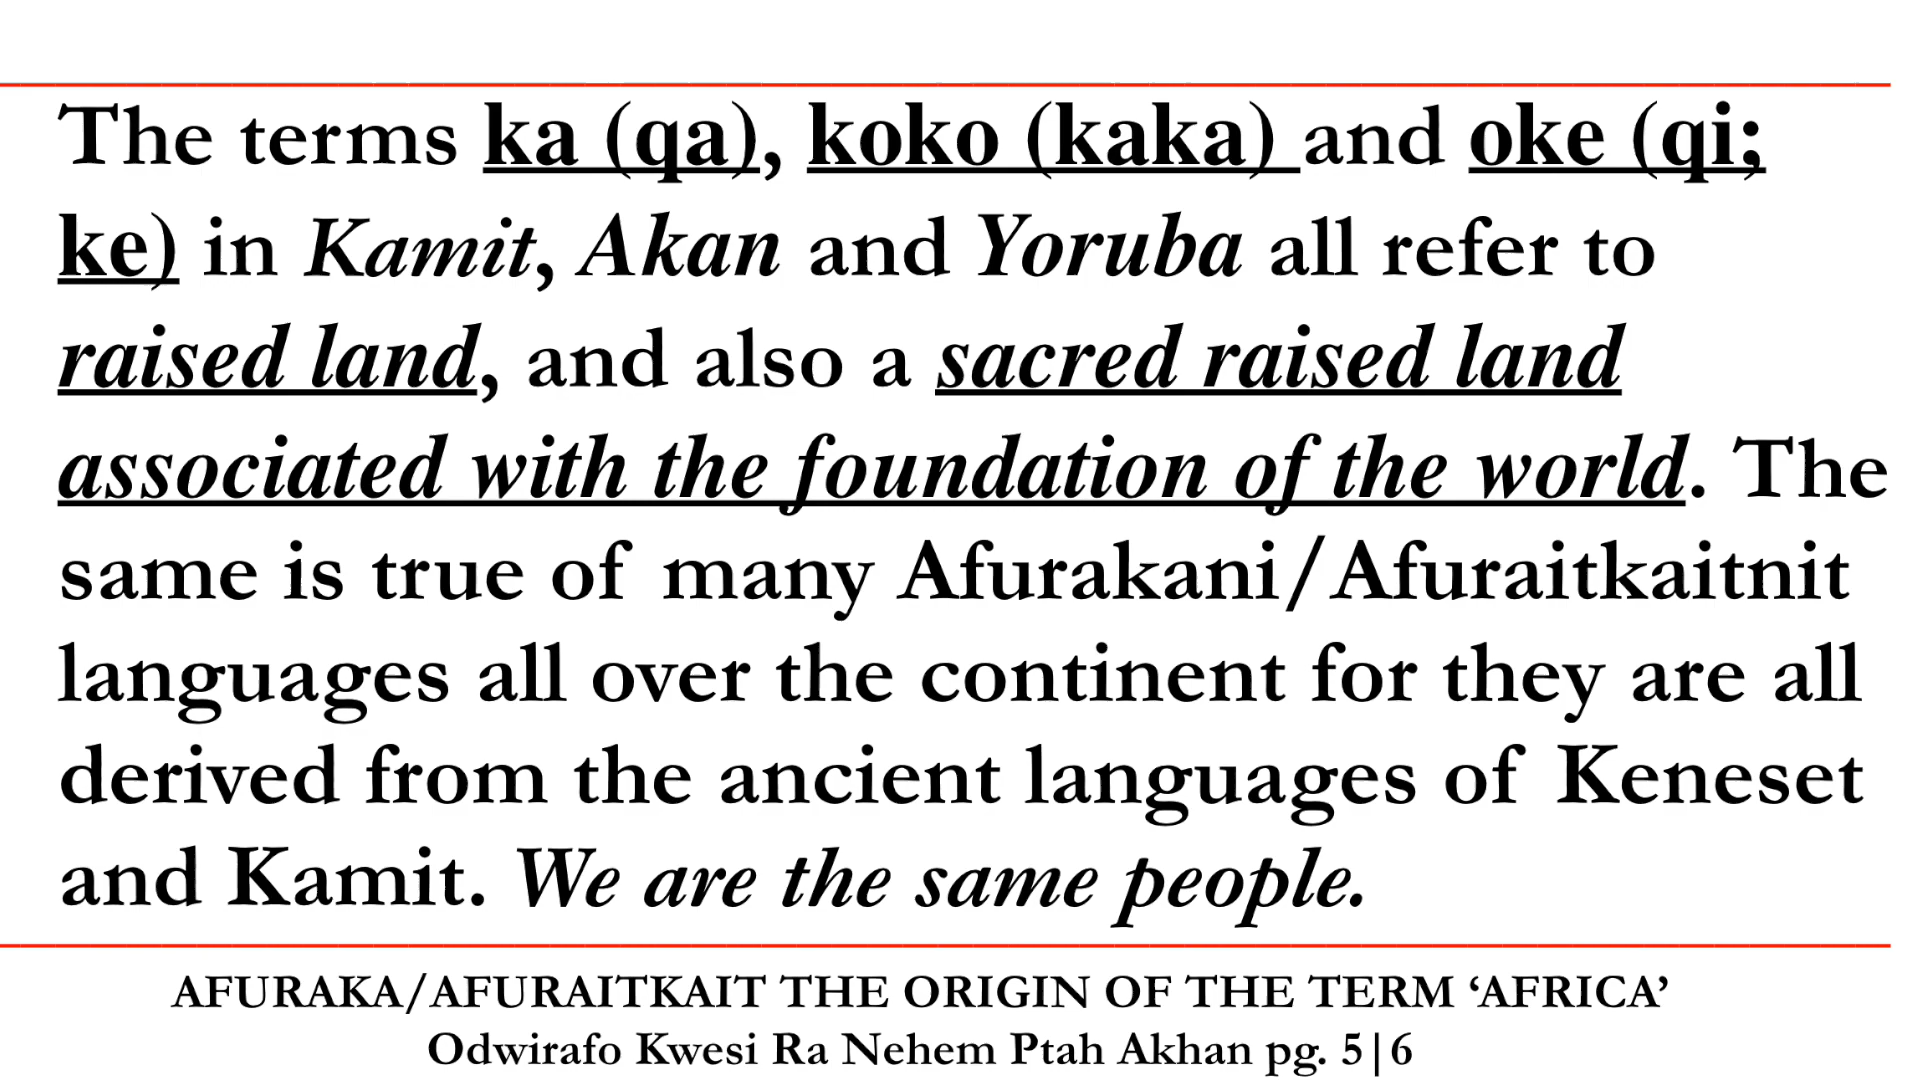 The terms ka (qa), koko (kaka) and oke (qi;
ke) in Kamit, Akan and Yoruba all refer to
raised land, and also a sacred raised land
associated with the foundation of the world. The
same is true of many Afurakani/Afuraitkaitnit
languages all over the continent for they are all
derived from the ancient languages of Keneset
and Kamit. We are the same people.
AFURAKA/AFURAITKAIT THE ORIGIN OF THE TERM ‘AFRICA’
Odwirafo Kwesi Ra Nehem Ptah Akhan pg. 5|6